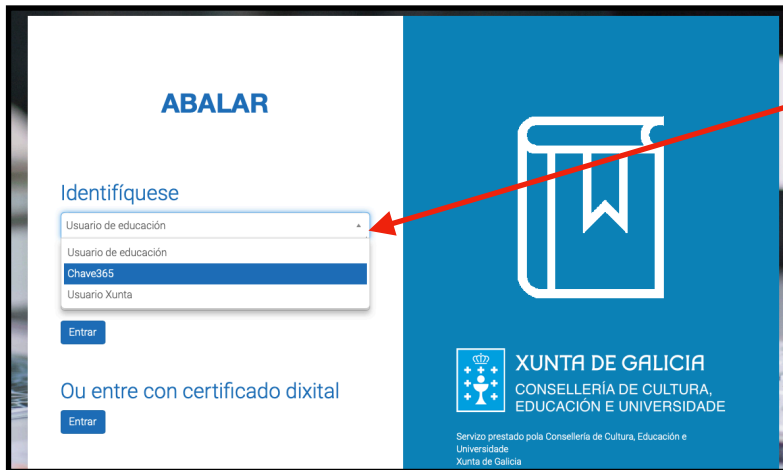 ABALAR
Identifíquese
Usuario de educación
Usuario de educación
Chave365
Usuario Xunta
Entrar
Ou entre con certificado dixital
Entrar
XUNTA DE GALICIA
CONSELLERÍA DE CULTURA,
EDUCACIÓN E UNIVERSIDADE
Servizo prestado pola Consellería de Cultura, Educación e
Universidade
Xunta de Galicia